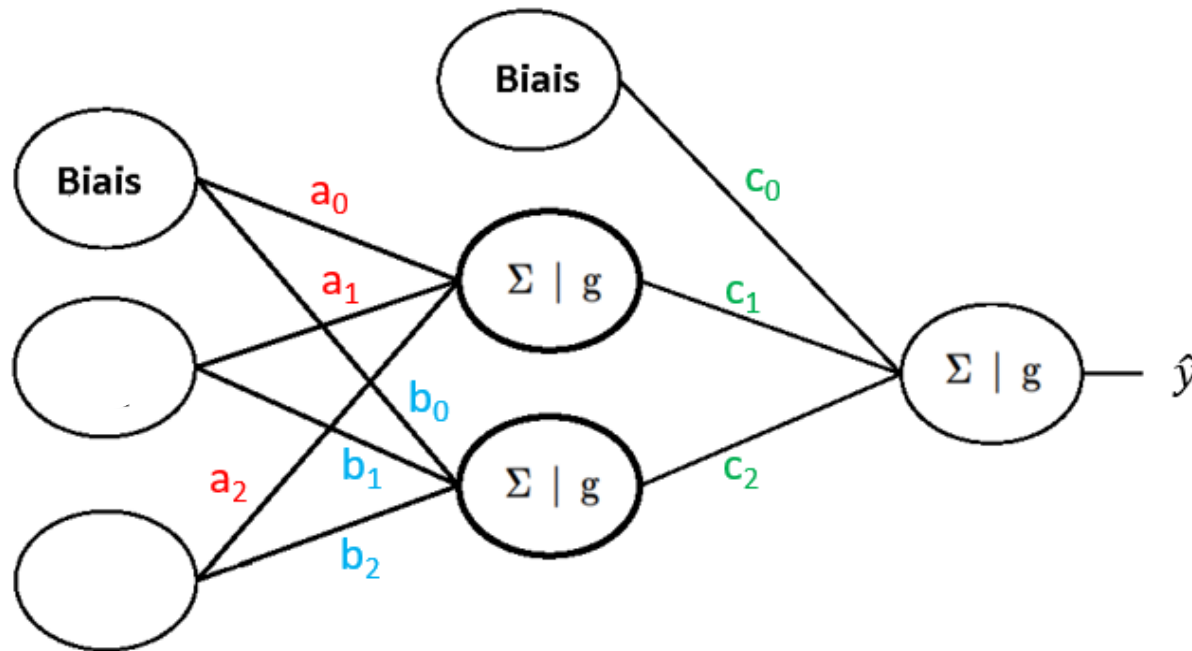 Biais
Biais
a₀
a₁
a₂
b₀
b₁
b₂
Σ | g
Σ | g
c₀
c₁
c₂
Σ | g
ŷ